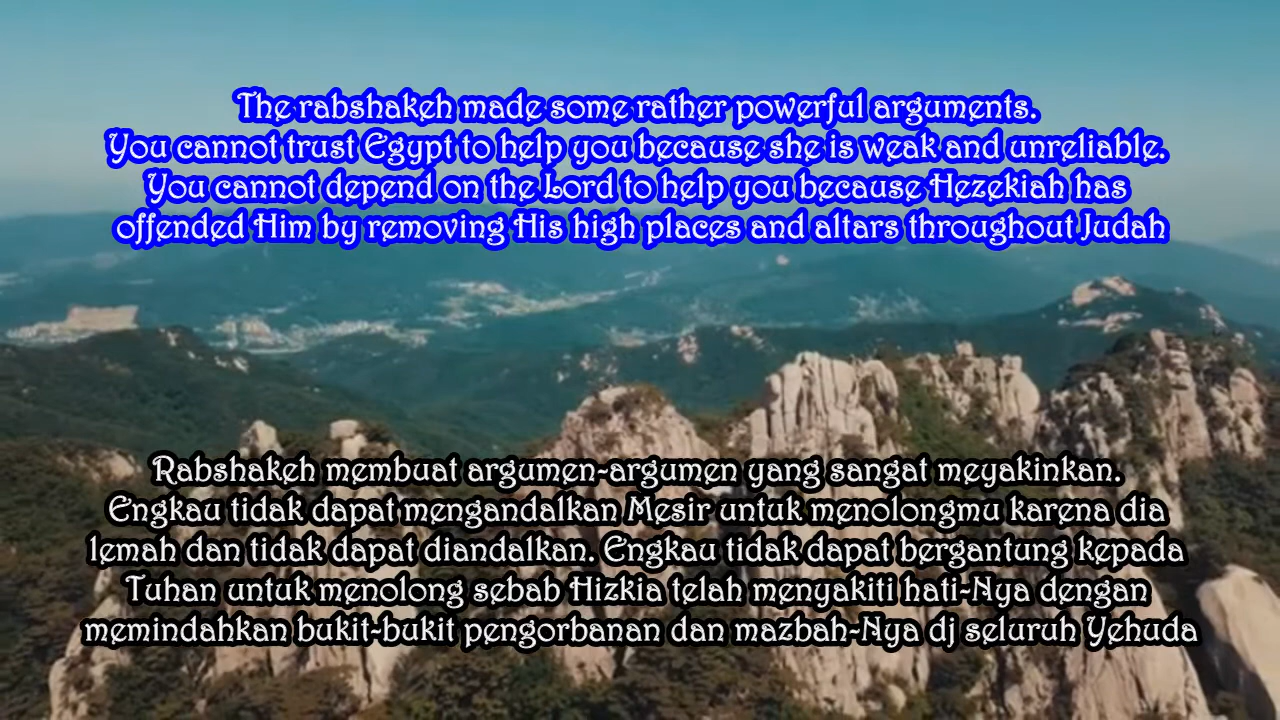 The rabshakeh made some rather powerful arguments.
You cannot trust Egypt to help you because she is weak and unreliable.
You cannot depend on the Lord to help you because Hezekiah has
offended Him by removing His high places and altars throughout Judah
Rabshakeh membuat argumen-argumen yang sangat meyakinkan.
Engkau tidak dapat mengandalkan Mesir untuk menolongmu karena dia
lemah dan tidak dapat diandalkan. Engkau tidak dapat bergantung kepada
Tuhan untuk menolong sebab Hizkia telah menyakiti hati-Nya dengan
memindahkan bukit-bukit pengorbanan dan mazbah-Nya dj seluruh Yehuda